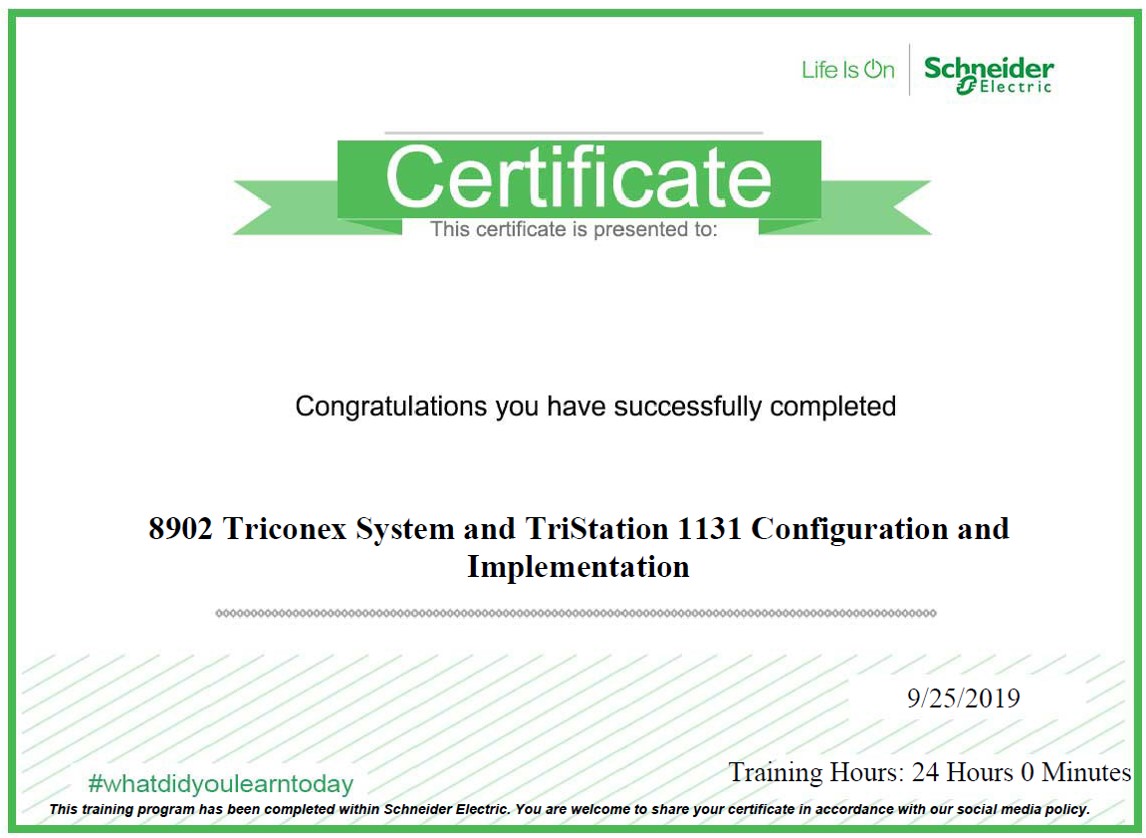 Life Is On
Schneider
Electric
Certificate
This certificate is presented to:
Congratulations you have successfully completed
8902 Triconex System and TriStation 1131 Configuration and
Implementation
9/25/2019
Training Hours: 24 Hours 0 Minutes
#whatdidyoulearntoday
This training program has been completed within Schneider Electric. You are welcome to share your certificate in accordance with our social media policy.